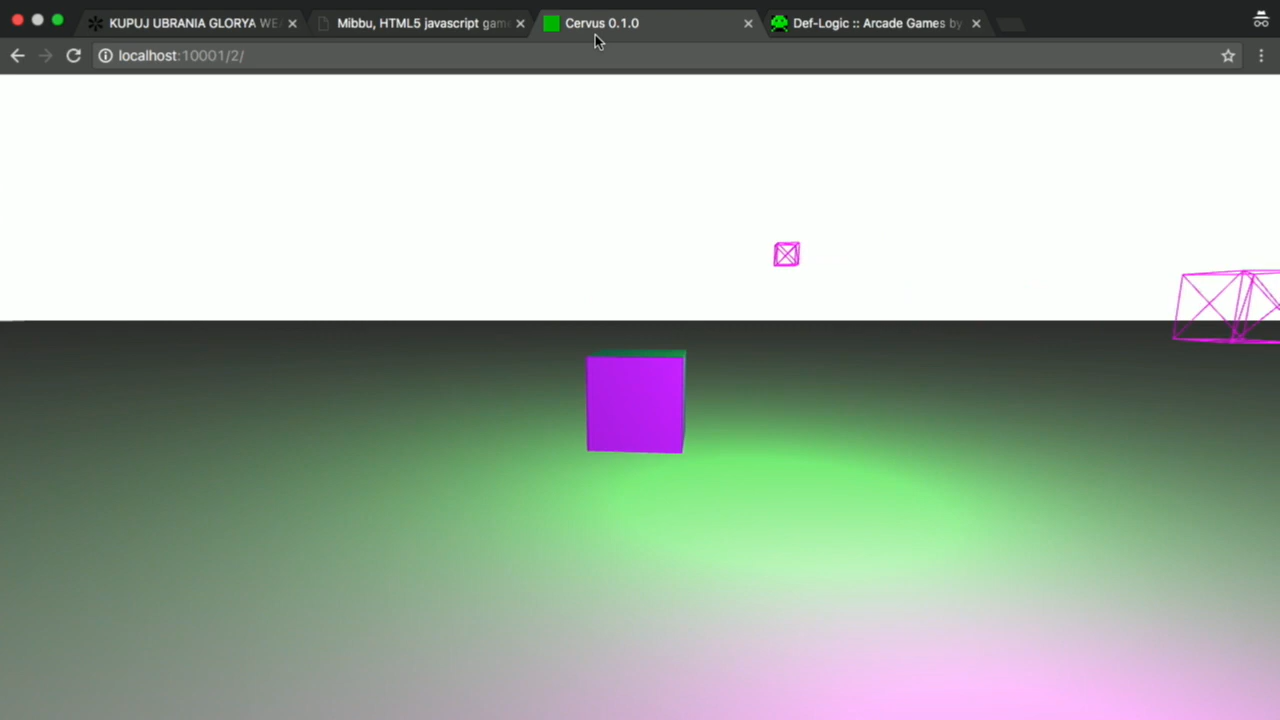 KUPUJ UBRANIA GLORYA WE
Mibbu, HTML5 javascript gam
Cervus 0.1.0
Def-Logic :: Arcade Games by
localhost:10001/2/